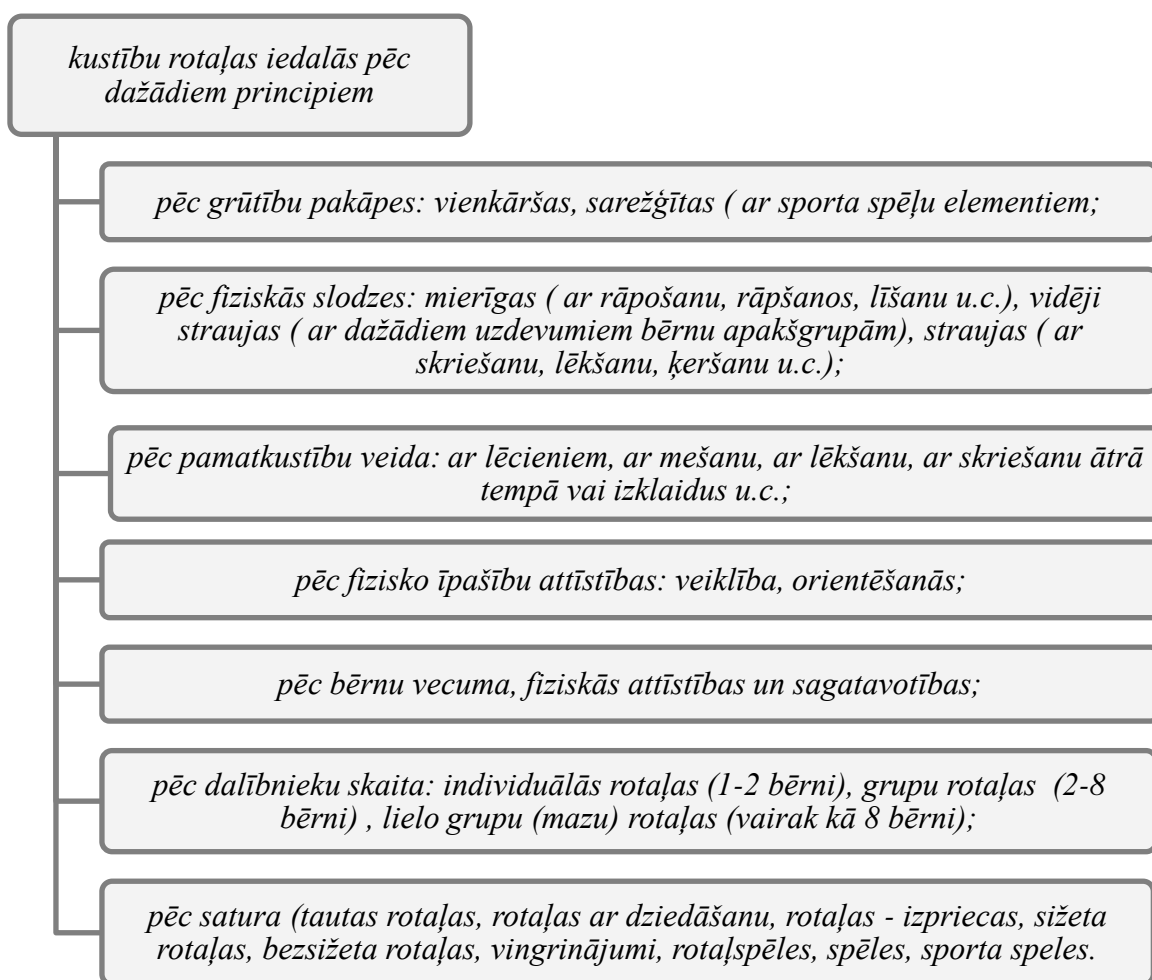 kustību rotaļas iedalās pēc
dažādiem principiem
pēc grūtību pakāpes: vienkāršas, sarežģītas ( ar sporta spēļu elementiem;
pēc fiziskās slodzes: mierīgas ( ar rāpošanu, rāpšanos, līšanu u.c.), vidēji
straujas ( ar dažādiem uzdevumiem bērnu apakšgrupām), straujas ( ar
skriešanu, lēkšanu, ķeršanu u.c.);
pēc pamatkustību veida: ar lēcieniem, ar mešanu, ar lēkšanu, ar skriešanu ātrā
tempā vai izklaidus u.c.;
pēc fizisko īpašību attīstības: veiklība, orientēšanās;
pēc bērnu vecuma, fiziskās attīstības un sagatavotības;
pēc dalībnieku skaita: individuālās rotaļas (1-2 bērni), grupu rotaļas (2-8
bērni) , lielo grupu (mazu) rotaļas (vairak kā 8 bērni);
pēc satura (tautas rotaļas, rotaļas ar dziedāšanu, rotaļas - izpriecas, sižeta
rotaļas, bezsižeta rotaļas, vingrinājumi, rotaļspēles, spēles, sporta speles.